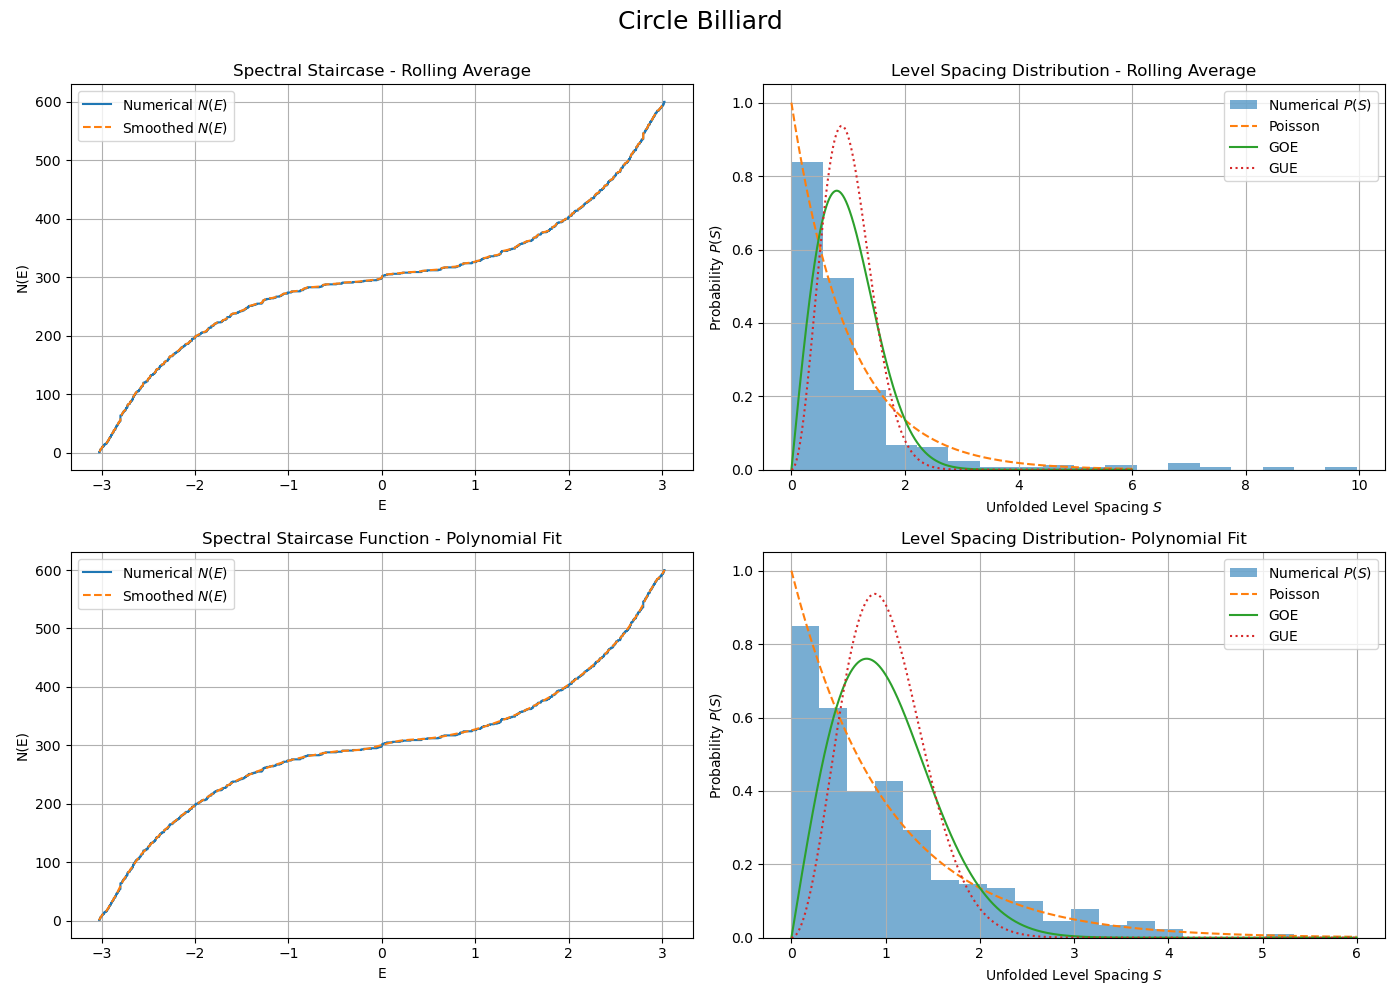 Circle Billiard
Spectral Staircase - Rolling Average
Numerical N(E)
Smoothed N(E)
600
500
400
300
200
100
0
N(E)
−3
−2
−1
0
1
2
3
E
Level Spacing Distribution - Rolling Average
Numerical P(S)
Poisson
GOE
GUE
1.0
0.8
0.6
0.4
0.2
0.0
Probability P(S)
0
2
4
6
8
10
Unfolded Level Spacing S
Spectral Staircase Function - Polynomial Fit
Numerical N(E)
Smoothed N(E)
600
500
400
300
200
100
0
N(E)
−3
−2
−1
0
1
2
3
E
Level Spacing Distribution- Polynomial Fit
Numerical P(S)
Poisson
GOE
GUE
1.0
0.8
0.6
0.4
0.2
0.0
Probability P(S)
0
1
2
3
4
5
6
Unfolded Level Spacing S